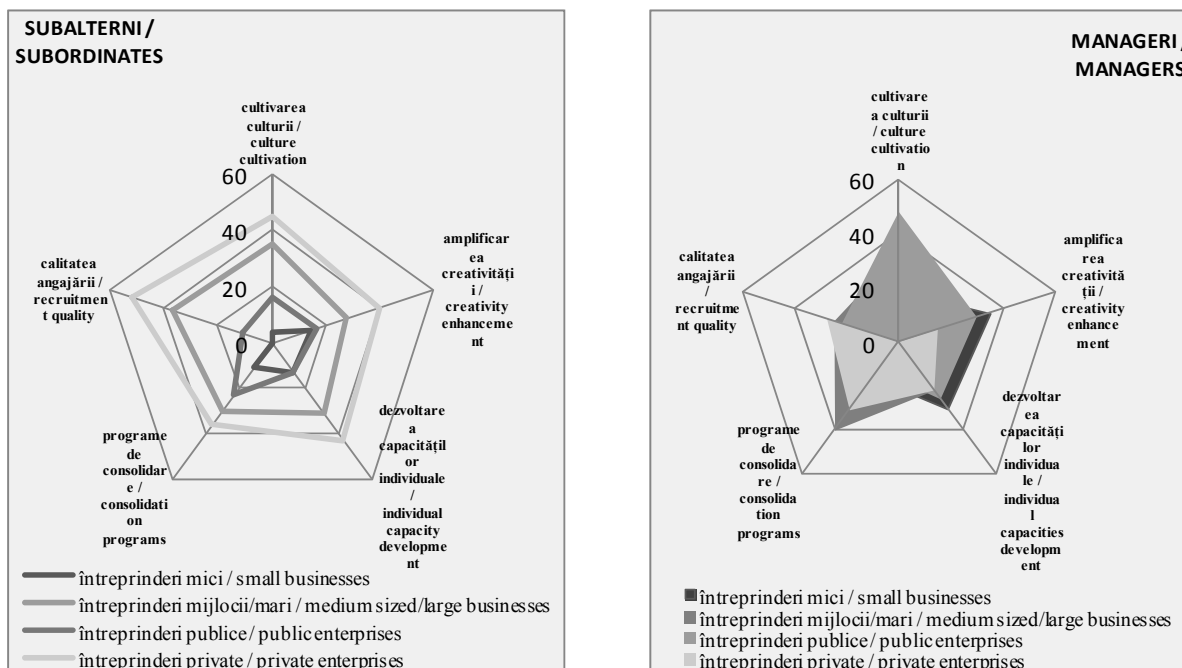 SUBALTERNI /
SUBORDINATES
cultivarea
culturii /
culture
cultivation
60
40
20
0
amplificar
ea
creativităţi
i /
creativity
enhanceme
nt
dezvoltare
a
capacităţil
or
individuale
/
individual
capacity
developme
nt
programe
de
consolidar
e /
consolidati
on
programs
calitatea
angajării /
recruitmen
t quality
întreprinderi mici / small businesses
întreprinderi mijlocii/mari / medium sized/large businesses
întreprinderi publice / public enterprises
întreprinderi private / private enterprises
MANAGERI /
MANAGERS
cultivare
a culturii
/ culture
cultivatio
n
60
40
20
0
amplifica
rea
creativită
ţii /
creativity
enhance
ment
dezvoltar
ea
capacităţi
lor
individua
le /
individua
l
capacities
developm
ent
programe
de
consolida
re /
consolida
tion
programs
calitatea
angajării
/
recruitme
nt quality
întreprinderi mici / small businesses
întreprinderi mijlocii/mari / medium sized/large businesses
întreprinderi publice / public enterprises
întreprinderi private / private enterprises